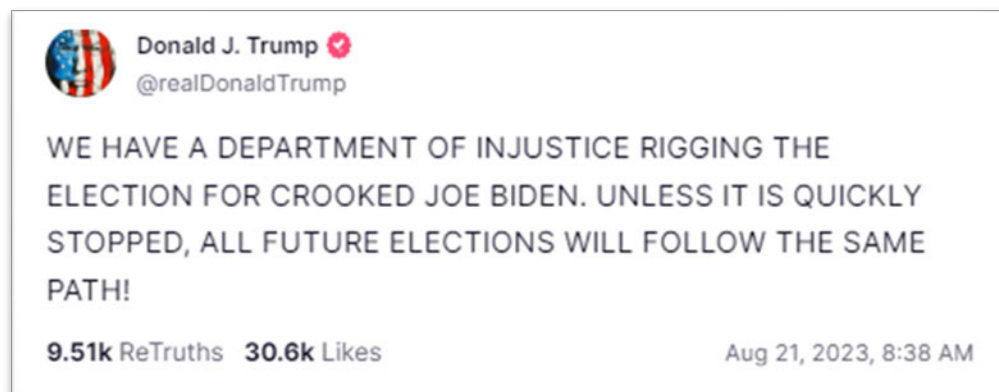 Donald J. Trump
@realDonaldTrump
WE HAVE A DEPARTMENT OF INJUSTICE RIGGING THE
ELECTION FOR CROOKED JOE BIDEN. UNLESS IT IS QUICKLY
STOPPED, ALL FUTURE ELECTIONS WILL FOLLOW THE SAME
PATH!
9.51k ReTruths 30.6k Likes Aug 21, 2023, 8:38 AM